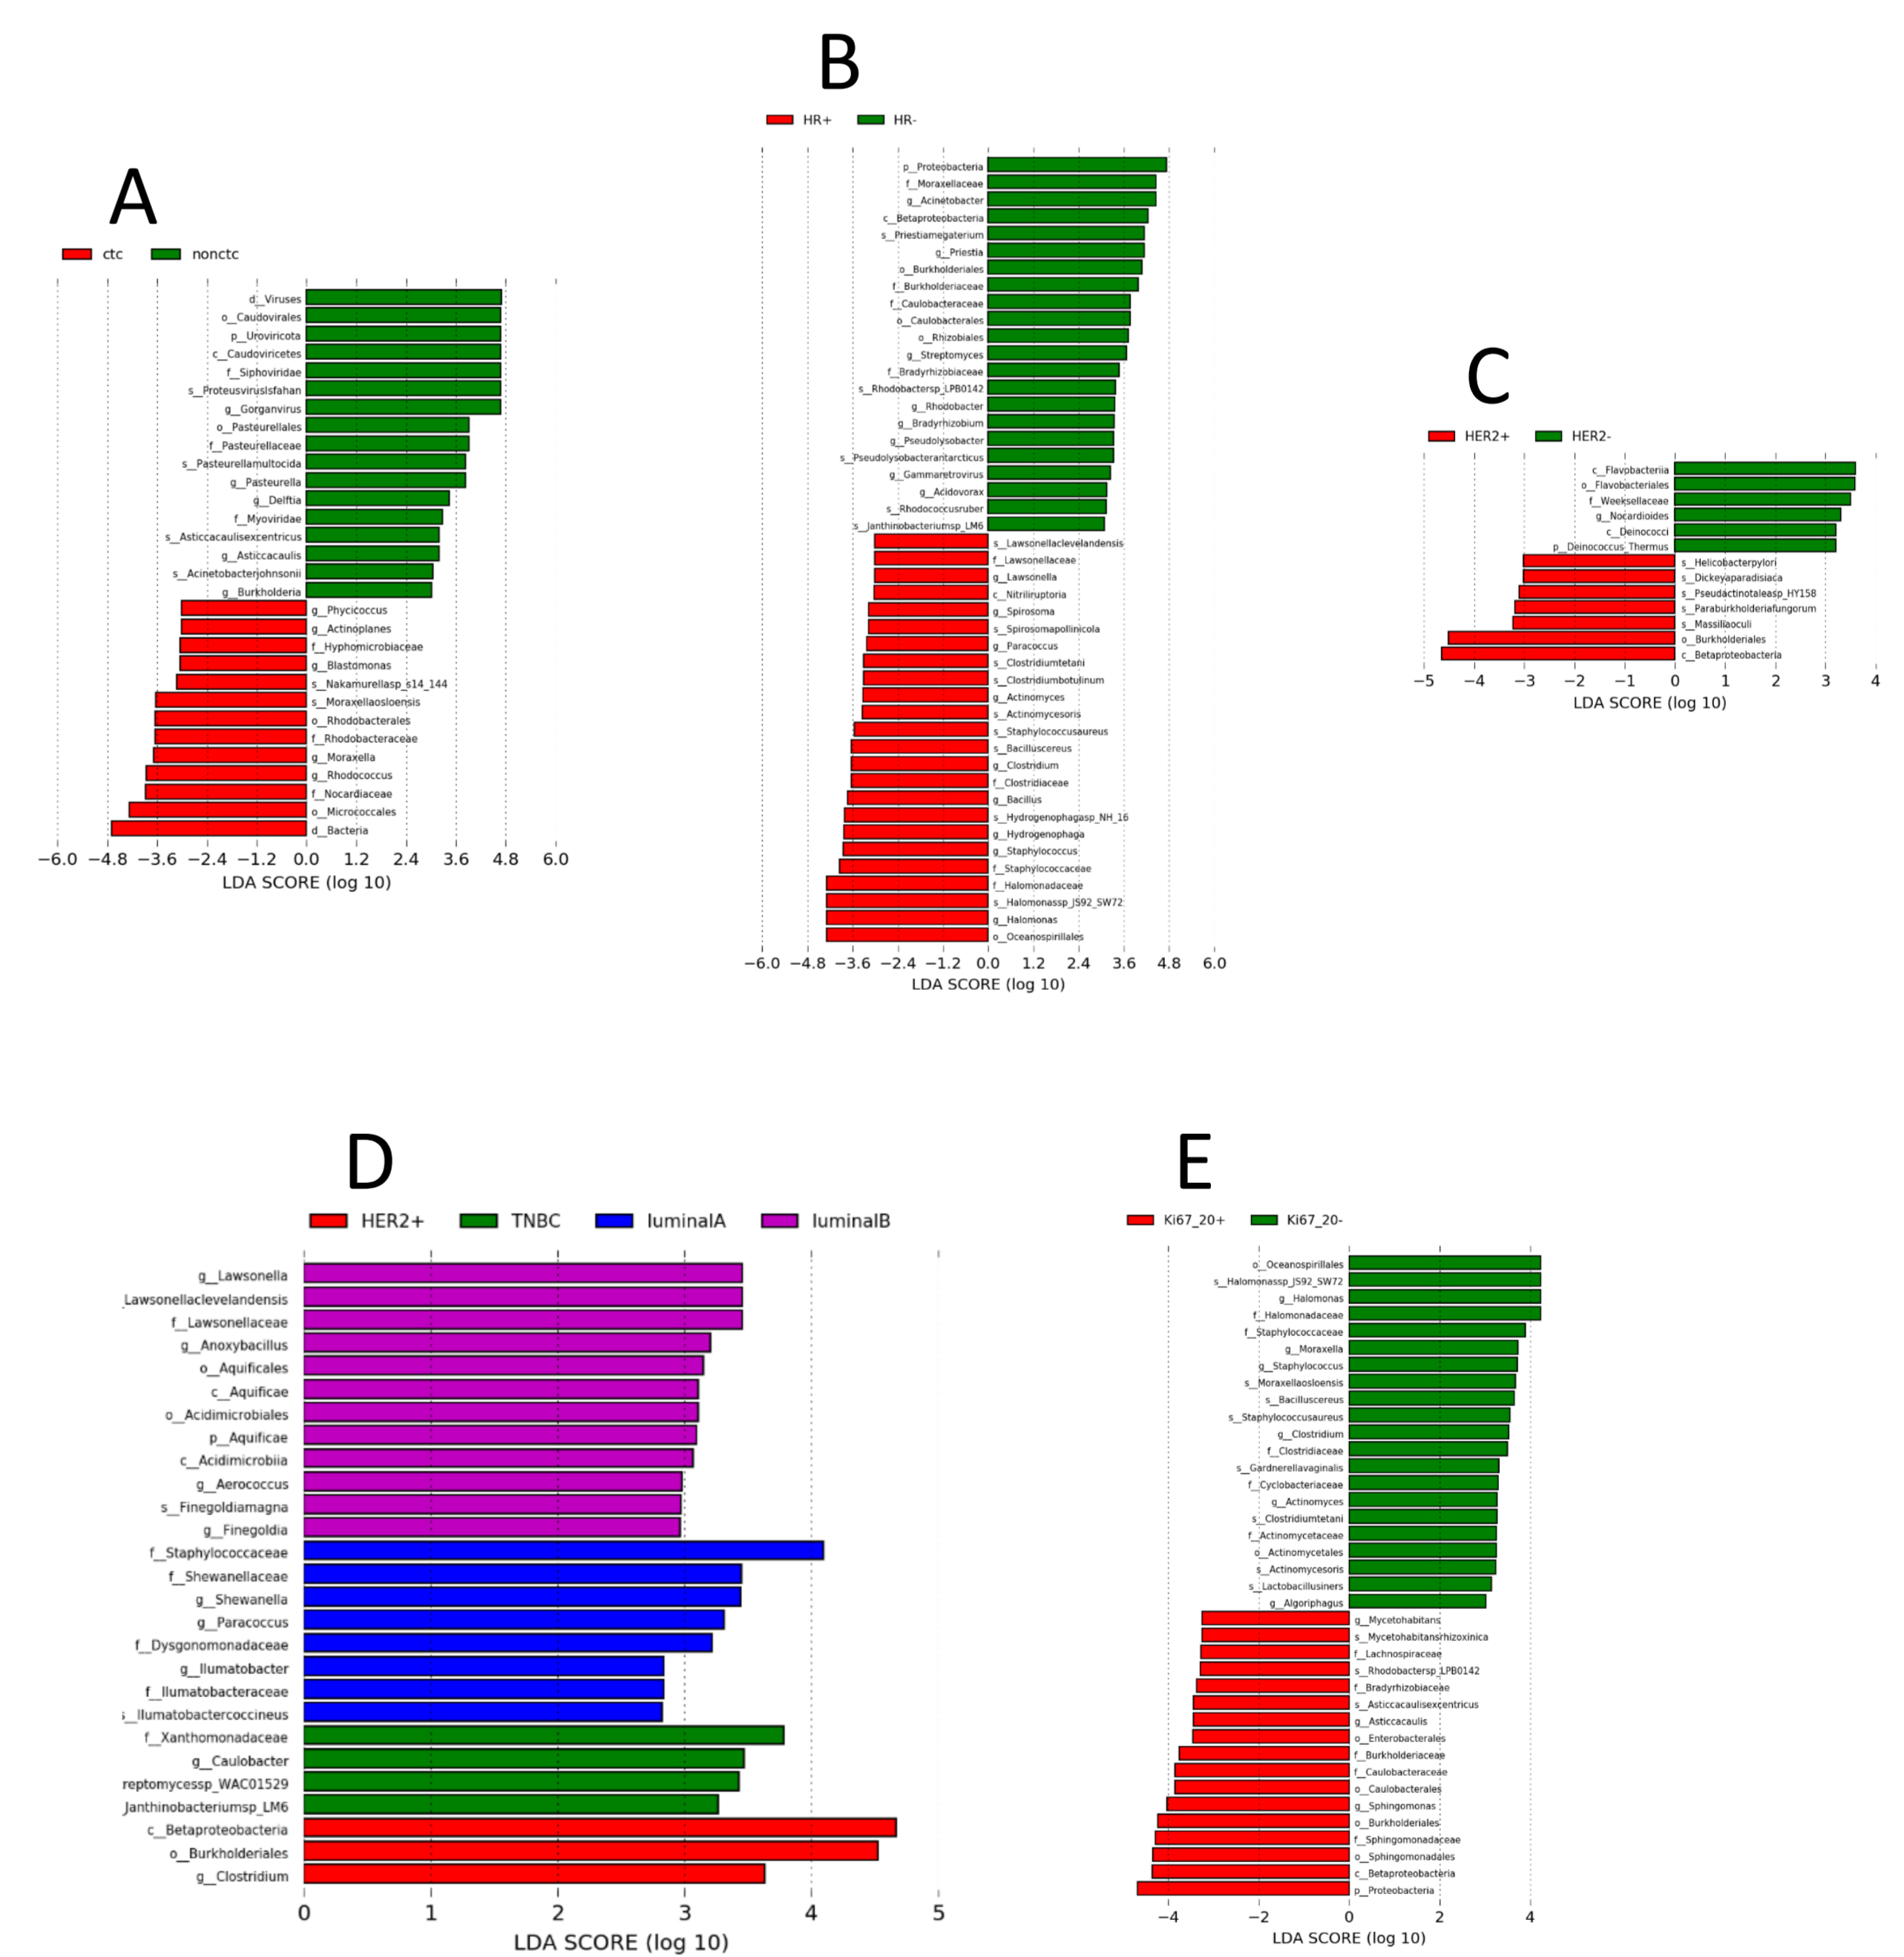 A
ctc nonctc
d__Viruses
o__Caudovirales
p__Uroviricota
c__Caudoviricetes
f__Siphoviridae
s__ProteusvirusIsfahan
g__Gorganvirus
o__Pasteurellales
f__Pasteurellaceae
s__Pasteurellamultocida
g__Pasteurella
g__Delftia
f__Myoviridae
s__Asticcacaulisexcentricus
g__Asticcacaulis
s__Acinetobacterjohnsonii
g__Burkholderia
g__Phycicoccus
g__Actinoplanes
f__Hyphomicrobiaceae
g__Blastomonas
s__Nakamurellasp_s14_144
s__Moraxellaosloensis
o__Rhodobacterales
f__Rhodobacteraceae
g__Moraxella
g__Rhodococcus
f__Nocardiaceae
o__Micrococcales
d__Bacteria
−6.0 −4.8 −3.6 −2.4 −1.2 0.0 1.2 2.4 3.6 4.8 6.0
LDA SCORE (log 10)
B
HR+ HR-
p__Proteobacteria
f__Moraxellaceae
g__Acinetobacter
c__Betaproteobacteria
s__Priestiamegaterium
g__Priestia
o__Burkholderiales
f__Burkholderiaceae
f__Caulobacteraceae
o__Caulobacterales
o__Rhizobiales
g__Streptomyces
f__Bradyrhizobiaceae
s__Rhodobactersp_LPB0142
g__Rhodobacter
g__Bradyrhizobium
g__Pseudolysobacter
s__Pseudolysobacterantarcticus
g__Gammaretrovirus
g__Acidovorax
s__Rhodococcusruber
s__Janthinobacteriumsp_LM6
s__Lawsonellaclevelandensis
f__Lawsonellaceae
g__Lawsonella
c__Nitriliruptoria
g__Spirosoma
s__Spirosomapollinicola
g__Paracoccus
s__Clostridiumtetani
s__Clostridiumbotulinum
g__Actinomyces
s__Actinomycesoris
s__Staphylococcusaureus
s__Bacilluscereus
g__Clostridium
f__Clostridiaceae
g__Bacillus
s__Hydrogenophagasp_NH_16
g__Hydrogenophaga
g__Staphylococcus
f__Staphylococcaceae
f__Halomonadaceae
s__Halomonassp_JS92_SW72
g__Halomonas
o__Oceanospirillales
−6.0 −4.8 −3.6 −2.4 −1.2 0.0 1.2 2.4 3.6 4.8 6.0
LDA SCORE (log 10)
C
HER2+ HER2-
c__Flavobacteriia
o__Flavobacteriales
f__Weeksellaceae
g__Nocardioides
c__Deinococci
p__Deinococcus_Thermus
s__Helicobacterpylori
s__Dickeyaparadisiaca
s__Pseudactinotaleasp_HY158
s__Paraburkholderiafungorum
s__Massiliaoculi
o__Burkholderiales
c__Betaproteobacteria
−5 −4 −3 −2 −1 0 1 2 3 4
LDA SCORE (log 10)
D
HER2+ TNBC luminalA luminalB
g__Lawsonella
_Lawsonellaclevelandensis
f__Lawsonellaceae
g__Anoxybacillus
o__Aquificales
c__Aquificae
o__Acidimicrobiales
p__Aquificae
c__Acidimicrobiia
g__Aerococcus
s__Finegoldiamagna
g__Finegoldia
f__Staphylococcaceae
f__Shewanellaceae
g__Shewanella
g__Paracoccus
f__Dysgonomonadaceae
g__Ilumatobacter
f__Ilumatobacteraceae
s__Ilumatobactercoccineus
f__Xanthomonadaceae
g__Caulobacter
reptomycessp_WAC01529
Janthinobacteriumsp_LM6
c__Betaproteobacteria
o__Burkholderiales
g__Clostridium
0 1 2 3 4 5
LDA SCORE (log 10)
E
Ki67_20+ Ki67_20-
o__Oceanospirillales
s__Halomonassp_JS92_SW72
g__Halomonas
f__Halomonadaceae
f__Staphylococcaceae
g__Moraxella
g__Staphylococcus
s__Moraxellaosloensis
s__Bacilluscereus
s__Staphylococcusaureus
g__Clostridium
f__Clostridiaceae
s__Gardnerellavaginalis
f__Cyclobacteriaceae
g__Actinomyces
s__Clostridiumtetani
f__Actinomycetaceae
o__Actinomycetales
s__Actinomycesoris
s__Lactobacillusiners
g__Algoriphagus
g__Mycetohabitans
s__Mycetohabitansrhizoxinica
f__Lachnospiraceae
s__Rhodobactersp_LPB0142
f__Bradyrhizobiaceae
s__Asticcacaulisexcentricus
g__Asticcacaulis
o__Enterobacterales
f__Burkholderiaceae
f__Caulobacteraceae
o__Caulobacterales
g__Sphingomonas
o__Burkholderiales
f__Sphingomonadaceae
o__Sphingomonadales
c__Betaproteobacteria
p__Proteobacteria
−4 −2 0 2 4
LDA SCORE (log 10)